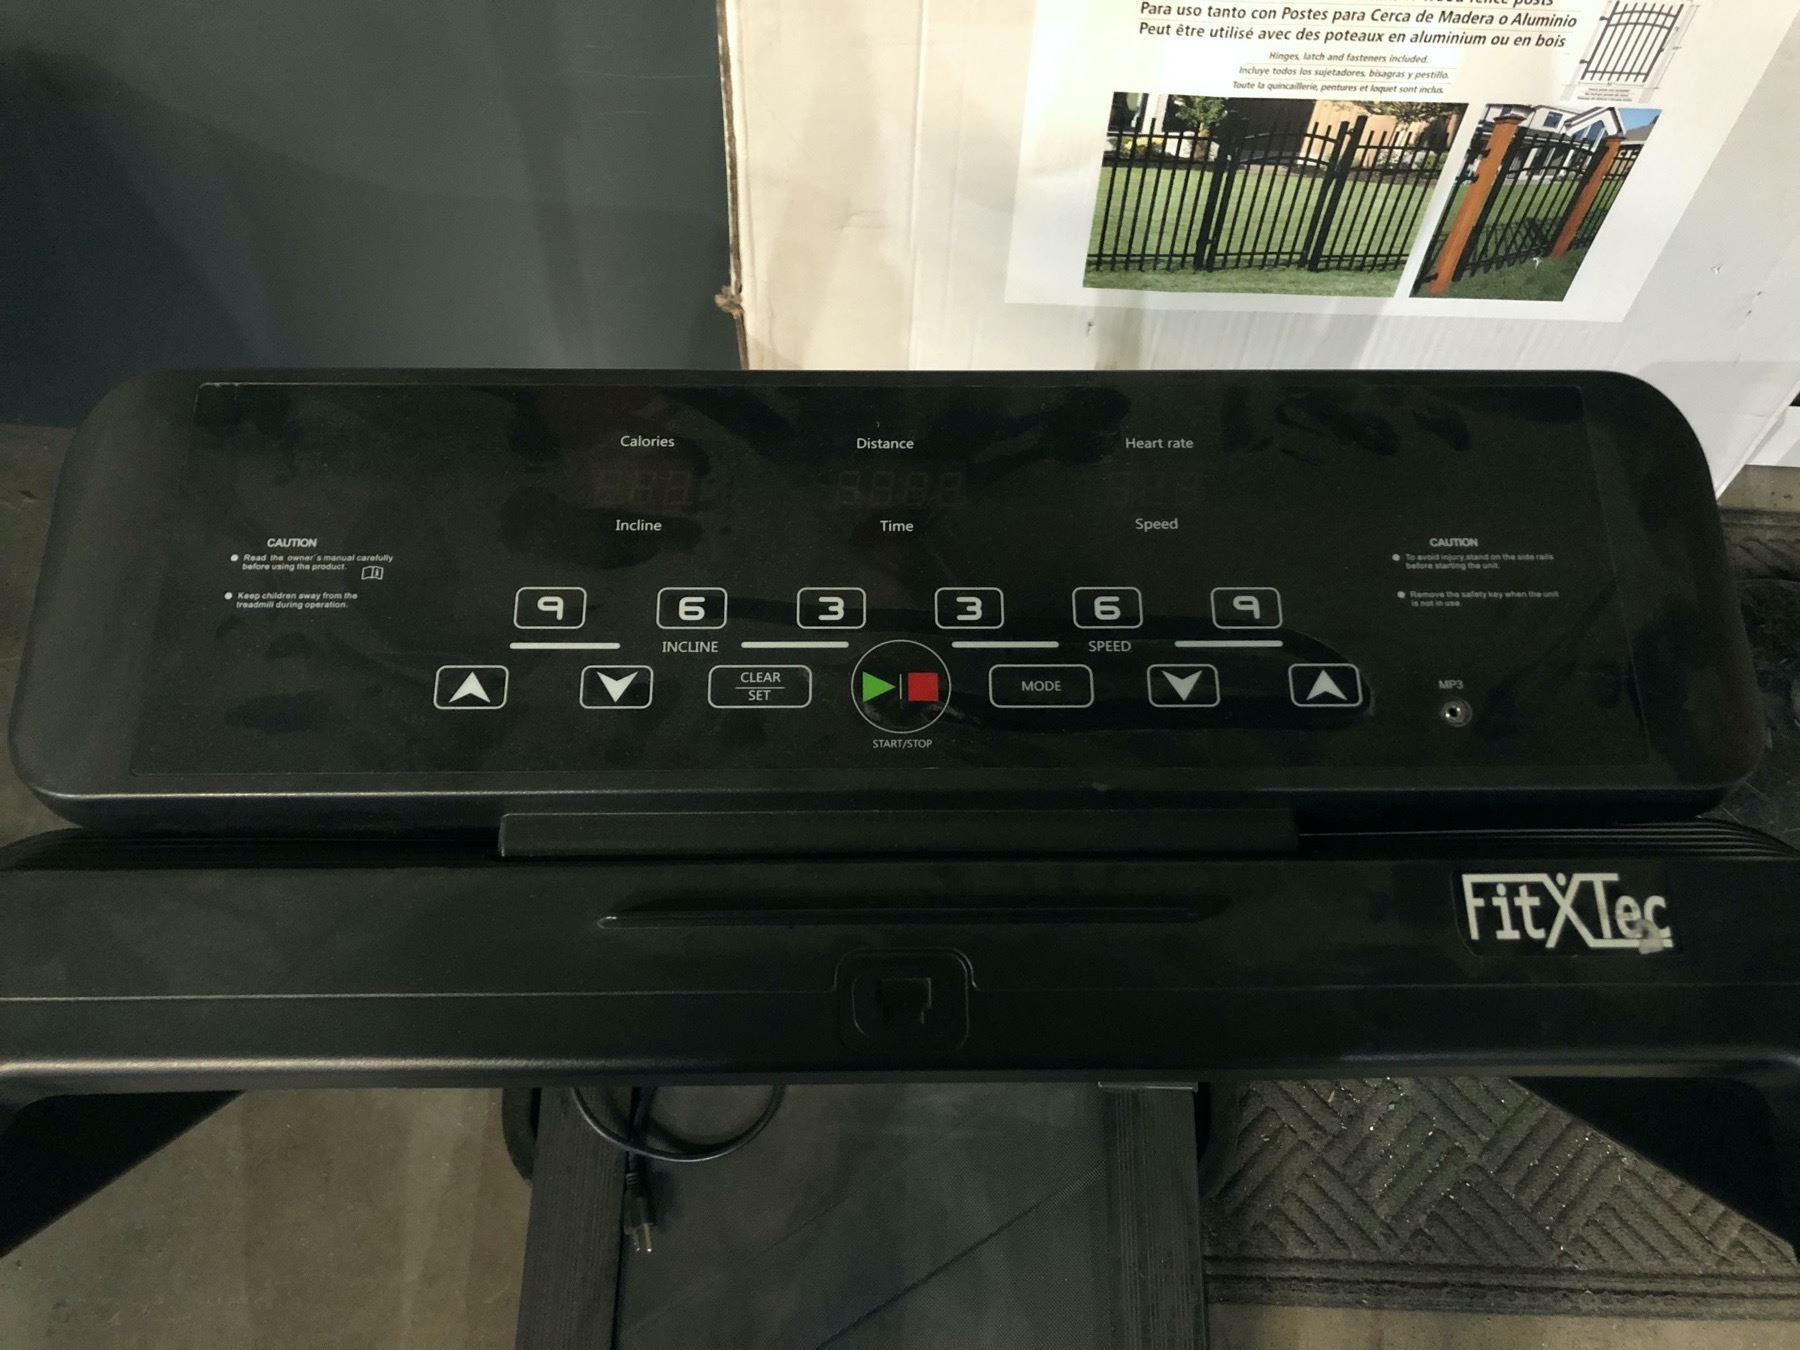 Para uso tanto con Postes para Cerca de Madera o Aluminio
Peut être utilisé avec des poteaux en aluminium ou en bois
Hinges, latch and fasteners included.
Incluye todos los sujetadores, bisagras y pestillo.
Toute la quincaillerie, pentures et loquet sont inclus.
Calories Distance Heart rate
Incline Time Speed
CAUTION
Read the owner's manual carefully
before using the product.
Keep children away from the
treadmill during operation.
CAUTION
To avoid injury,stand on the side rails
before starting the unit.
Remove the safety key when the unit
is not in use
9 6 3 3 6 9
INCLINE SPEED
CLEAR
SET
MODE
START/STOP
MP3
FitXTec